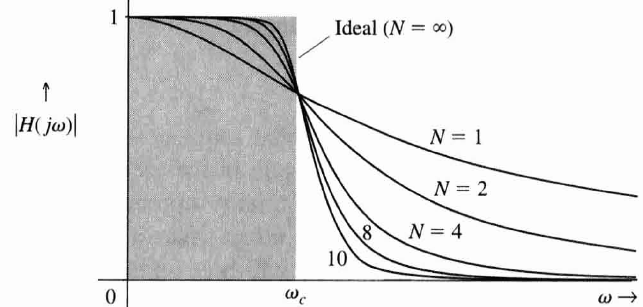 1
Ideal (N = ∞)
↑
|H(jω)|
N = 1
N = 2
8
N = 4
10
0
ω_c
ω →